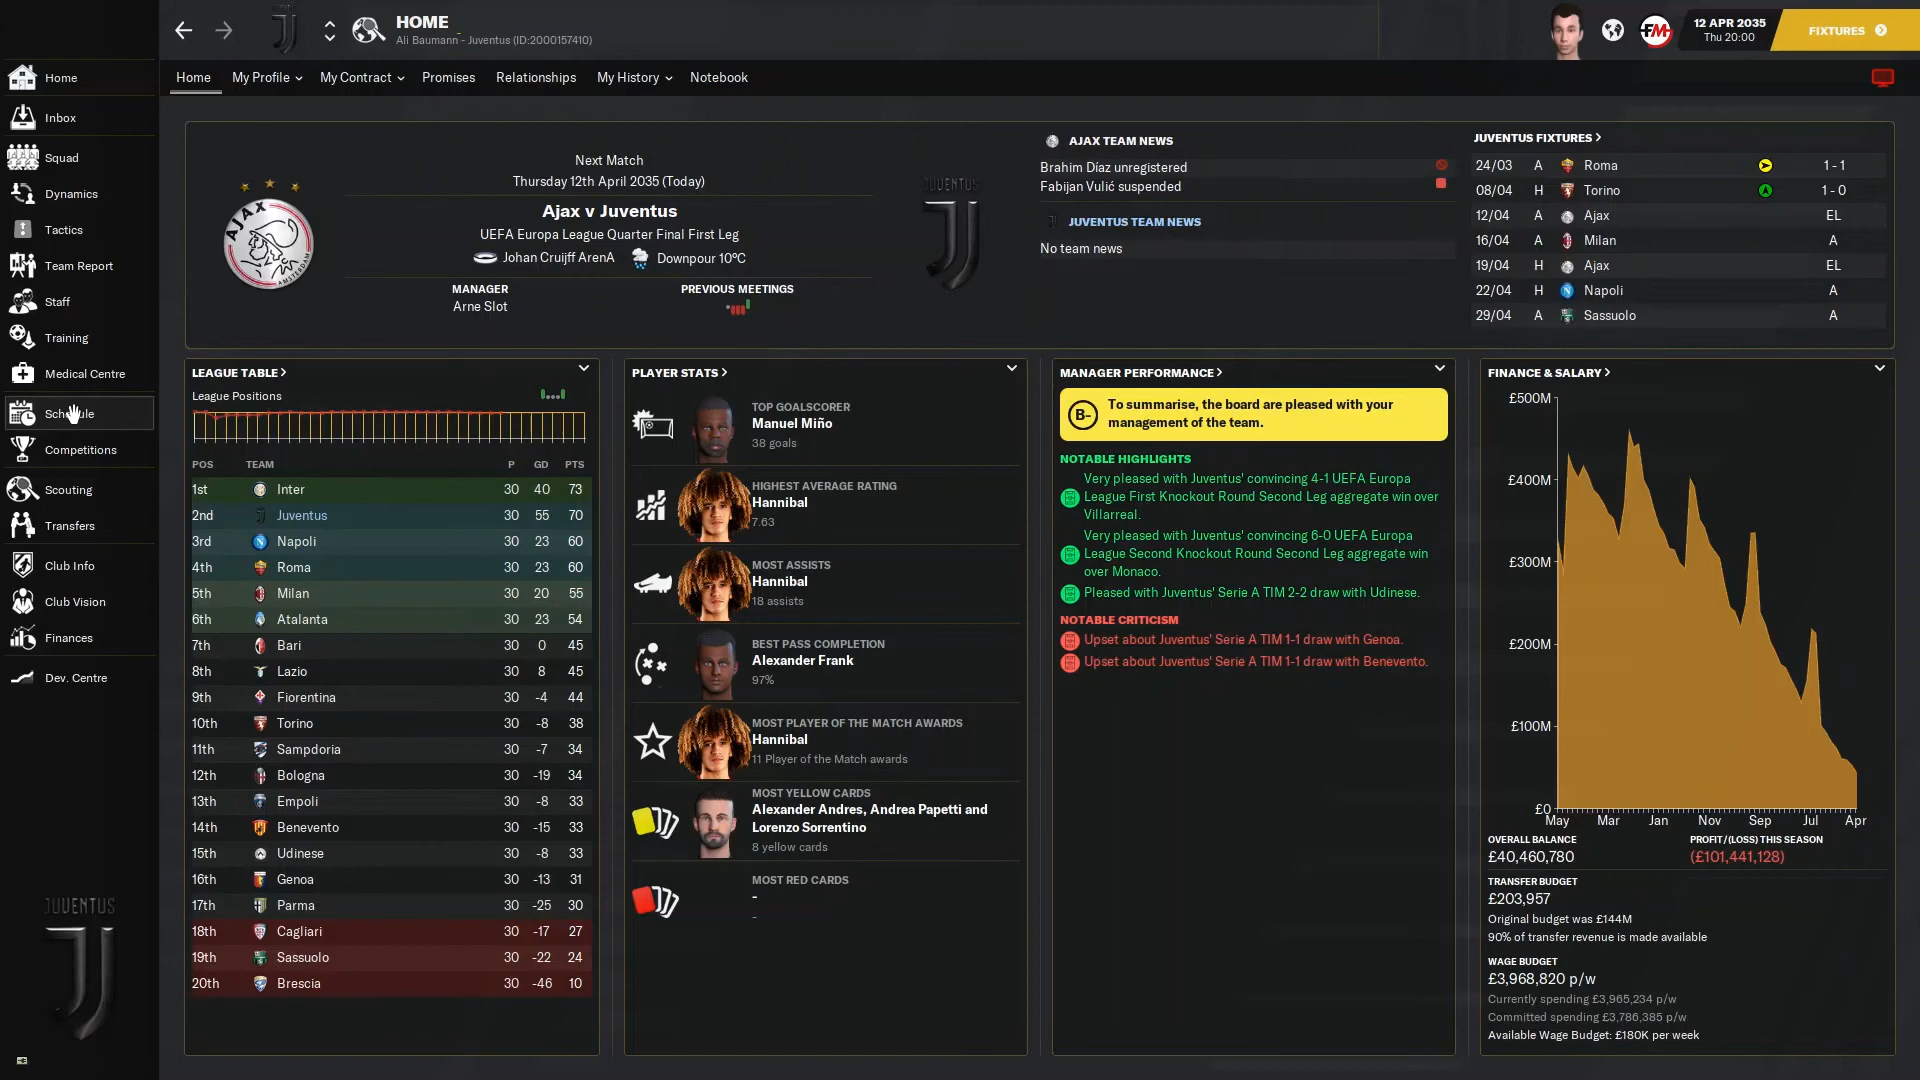 HOME
Ali Baumann - Juventus (ID:2000157410)
FM
12 APR 2035
Thu 20:00
FIXTURES
Home
Inbox
Squad
Dynamics
Tactics
Team Report
Staff
Training
Medical Centre
Schedule
Competitions
Scouting
Transfers
Club Info
Club Vision
Finances
Dev. Centre
JUVENTUS
Home
My Profile
My Contract
Promises
Relationships
My History
Notebook
AJAX
AMSTERDAM
Next Match
Thursday 12th April 2035 (Today)
Ajax v Juventus
UEFA Europa League Quarter Final First Leg
Johan Cruijff ArenA Downpour 10ºC
MANAGER
Arne Slot
PREVIOUS MEETINGS
JUVENTUS
AJAX TEAM NEWS
Brahim Díaz unregistered
Fabijan Vulić suspended
JUVENTUS TEAM NEWS
No team news
JUVENTUS FIXTURES >
24/03 A Roma 1 - 1
08/04 H Torino 1 - 0
12/04 A Ajax EL
16/04 A Milan A
19/04 H Ajax EL
22/04 H Napoli A
29/04 A Sassuolo A
LEAGUE TABLE >
League Positions
POS TEAM P GD PTS
1st Inter 30 40 73
2nd Juventus 30 55 70
3rd Napoli 30 23 60
4th Roma 30 23 60
5th Milan 30 20 55
6th Atalanta 30 23 54
7th Bari 30 0 45
8th Lazio 30 8 45
9th Fiorentina 30 -4 44
10th Torino 30 -8 38
11th Sampdoria 30 -7 34
12th Bologna 30 -19 34
13th Empoli 30 -8 33
14th Benevento 30 -15 33
15th Udinese 30 -8 33
16th Genoa 30 -13 31
17th Parma 30 -25 30
18th Cagliari 30 -17 27
19th Sassuolo 30 -22 24
20th Brescia 30 -46 10
PLAYER STATS >
TOP GOALSCORER
Manuel Miño
38 goals
HIGHEST AVERAGE RATING
Hannibal
7.63
MOST ASSISTS
Hannibal
18 assists
BEST PASS COMPLETION
Alexander Frank
97%
MOST PLAYER OF THE MATCH AWARDS
Hannibal
11 Player of the Match awards
MOST YELLOW CARDS
Alexander Andres, Andrea Papetti and
Lorenzo Sorrentino
8 yellow cards
MOST RED CARDS
-
-
MANAGER PERFORMANCE >
B-
To summarise, the board are pleased with your
management of the team.
NOTABLE HIGHLIGHTS
Very pleased with Juventus' convincing 4-1 UEFA Europa
League First Knockout Round Second Leg aggregate win over
Villarreal.
Very pleased with Juventus' convincing 6-0 UEFA Europa
League Second Knockout Round Second Leg aggregate win
over Monaco.
Pleased with Juventus' Serie A TIM 2-2 draw with Udinese.
NOTABLE CRITICISM
Upset about Juventus' Serie A TIM 1-1 draw with Genoa.
Upset about Juventus' Serie A TIM 1-1 draw with Benevento.
FINANCE & SALARY >
£500M
£400M
£300M
£200M
£100M
£0
May Mar Jan Nov Sep Jul Apr
OVERALL BALANCE
£40,460,780
PROFIT/(LOSS) THIS SEASON
(£101,441,128)
TRANSFER BUDGET
£203,957
Original budget was £144M
90% of transfer revenue is made available
WAGE BUDGET
£3,968,820 p/w
Currently spending £3,965,234 p/w
Committed spending £3,786,385 p/w
Available Wage Budget: £180K per week